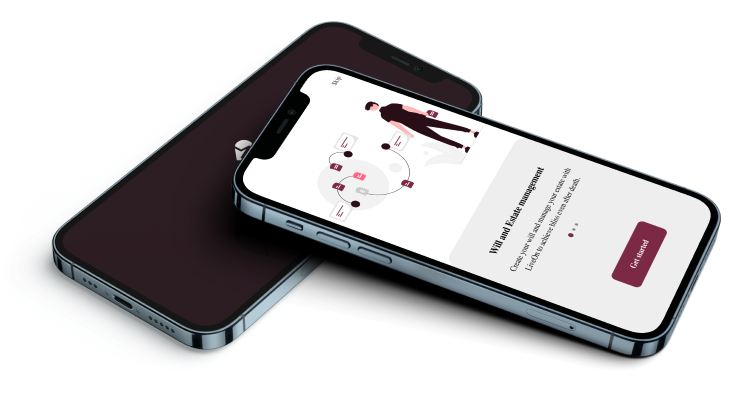 Skip
Will and Estate management
Create your will and manage your estate with
LiveOn to achieve bliss even after death.
Get started